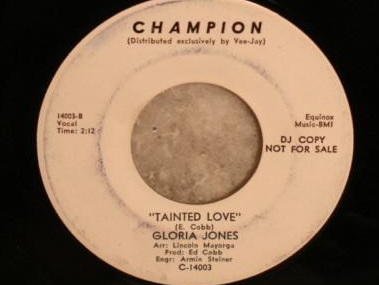 CHAMPION
(Distributed exclusively by Vee-Jay)
14003-B
Vocal
Time: 2:12
Equinox
Music-BMI
DJ COPY
NOT FOR SALE
"TAINTED LOVE"
(E. Cobb)
GLORIA JONES
Arr: Lincoln Mayorga
Prod: Ed Cobb
Engr: Armin Steiner
C-14003